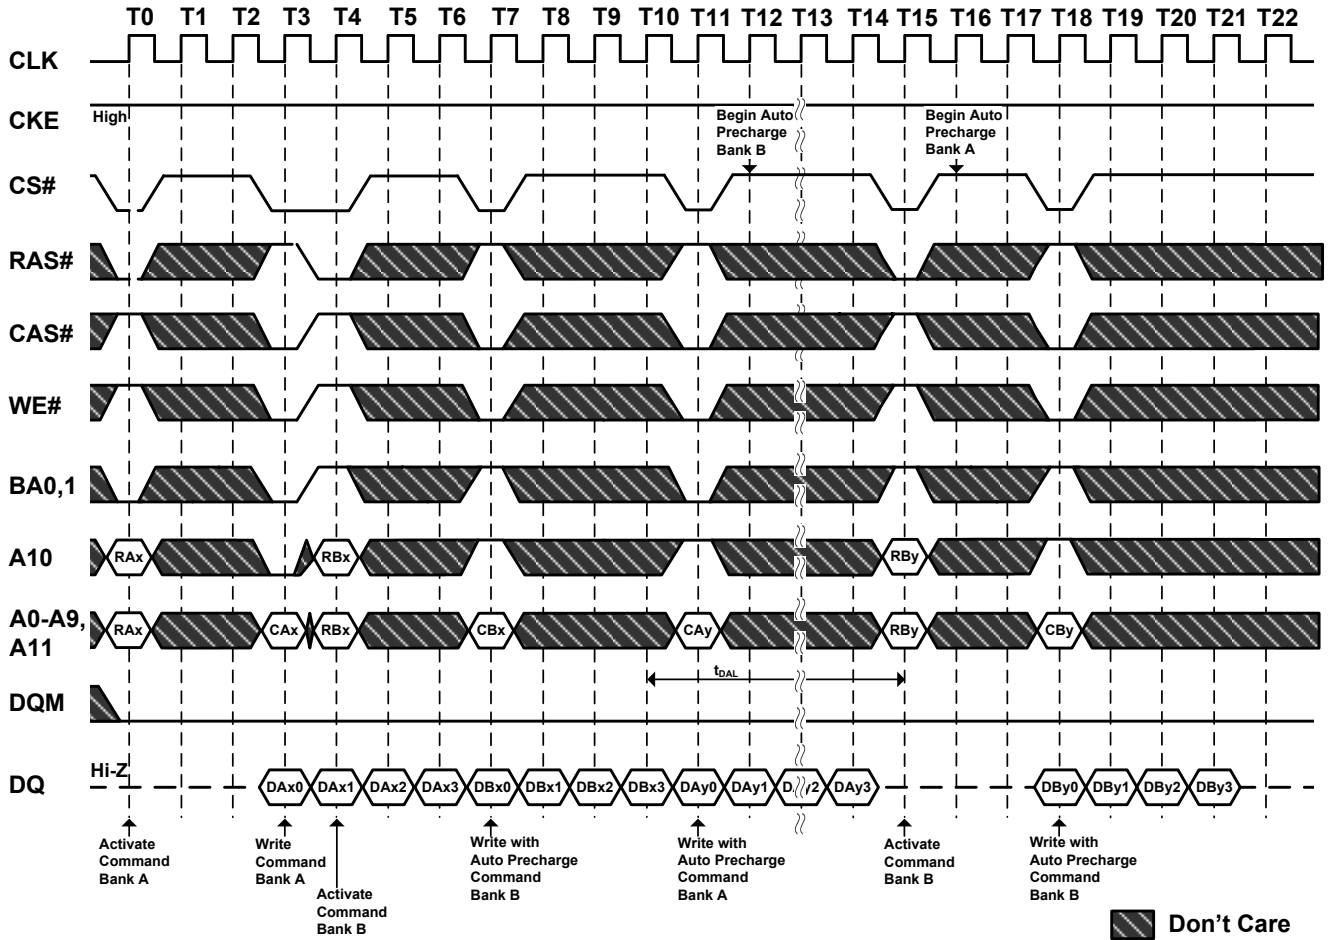 T0 T1 T2 T3 T4 T5 T6 T7 T8 T9 T10 T11 T12 T13 T14 T15 T16 T17 T18 T19 T20 T21 T22
CLK
CKE
High
Begin Auto
Precharge
Bank B
Begin Auto
Precharge
Bank A
CS#
RAS#
CAS#
WE#
BA0,1
A10
RAx RBx RBy
A0-A9,
A11
RAx CAx RBx CBx CAy RBy CBy
tDAL
DQM
DQ
Hi-Z
DAx0 DAx1 DAx2 DAx3 DBx0 DBx1 DBx2 DBx3 DAy0 DAy1 DAy2 DAy3 DBy0 DBy1 DBy2 DBy3
Activate
Command
Bank A
Write
Command
Bank A
Activate
Command
Bank B
Write with
Auto Precharge
Command
Bank B
Write with
Auto Precharge
Command
Bank A
Activate
Command
Bank B
Write with
Auto Precharge
Command
Bank B
Don't Care